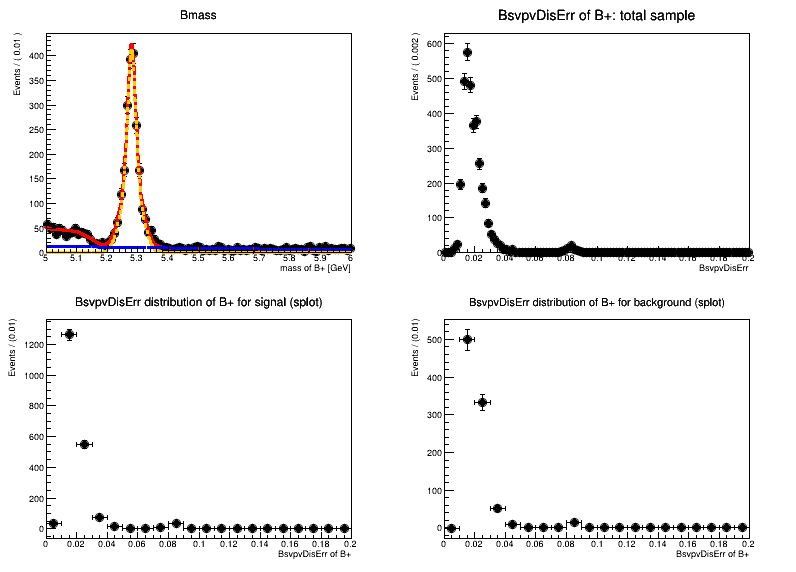 Bmass
Events / ( 0.01 )
400
350
300
250
200
150
100
50
0
5 5.1 5.2 5.3 5.4 5.5 5.6 5.7 5.8 5.9 6
mass of B+ [GeV]
BsvpvDisErr of B+: total sample
Events / ( 0.002 )
600
500
400
300
200
100
0
0 0.02 0.04 0.06 0.08 0.1 0.12 0.14 0.16 0.18 0.2
BsvpvDisErr
BsvpvDisErr distribution of B+ for signal (splot)
Events / (0.01)
1200
1000
800
600
400
200
0
0 0.02 0.04 0.06 0.08 0.1 0.12 0.14 0.16 0.18 0.2
BsvpvDisErr of B+
BsvpvDisErr distribution of B+ for background (splot)
Events / (0.01)
500
400
300
200
100
0
0 0.02 0.04 0.06 0.08 0.1 0.12 0.14 0.16 0.18 0.2
BsvpvDisErr of B+